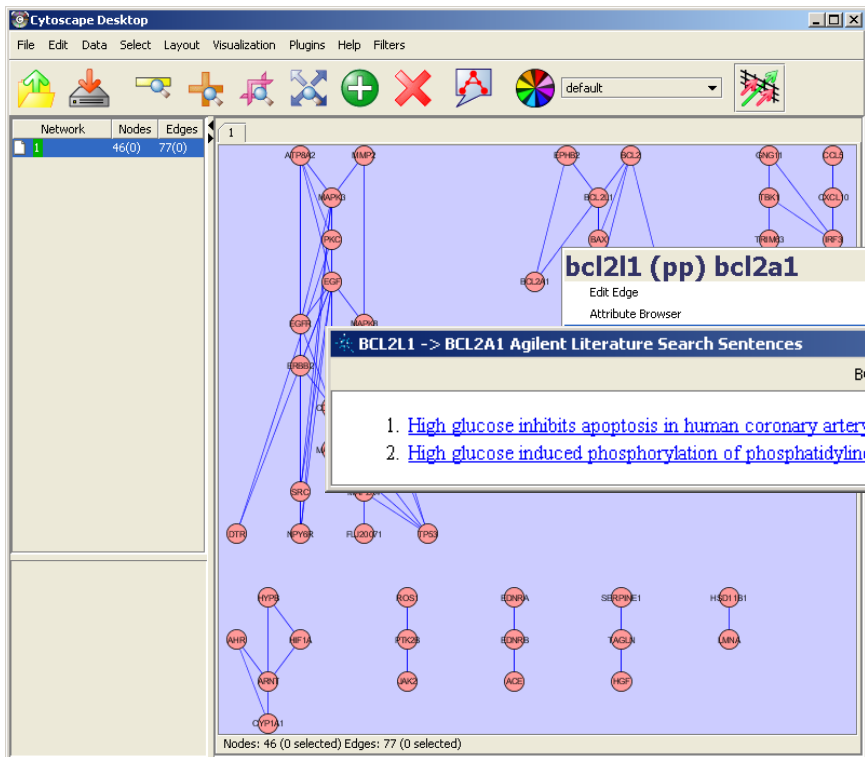 Cytoscape Desktop
File Edit Data Select Layout Visualization Plugins Help Filters
default
Network Nodes Edges
1 46(0) 77(0)
1
ATP8A2 MMP2 EPHB2 BCL2 GNG11 CCL5
MAPK3 BCL2L1 TBK1 CXCL10
PKC BAX TRIM63 IRF3
bcl2l1 (pp) bcl2a1
EGF BCL2A1
Edit Edge
Attribute Browser
EGFR MAPK8
BCL2L1 -> BCL2A1 Agilent Literature Search Sentences
ERBB2
1. High glucose inhibits apoptosis in human coronary artery
2. High glucose induced phosphorylation of phosphatidylino
SRC
DTR NPY6R FLJ20071 TP53
HYPB ROS1 EDNRA SERPINE1 HSD11B1
AHR HIF1A PTK2B EDNRB TAGLN LMNA
ARNT JAK2 ACE HGF
CYP1A1
Nodes: 46 (0 selected) Edges: 77 (0 selected)